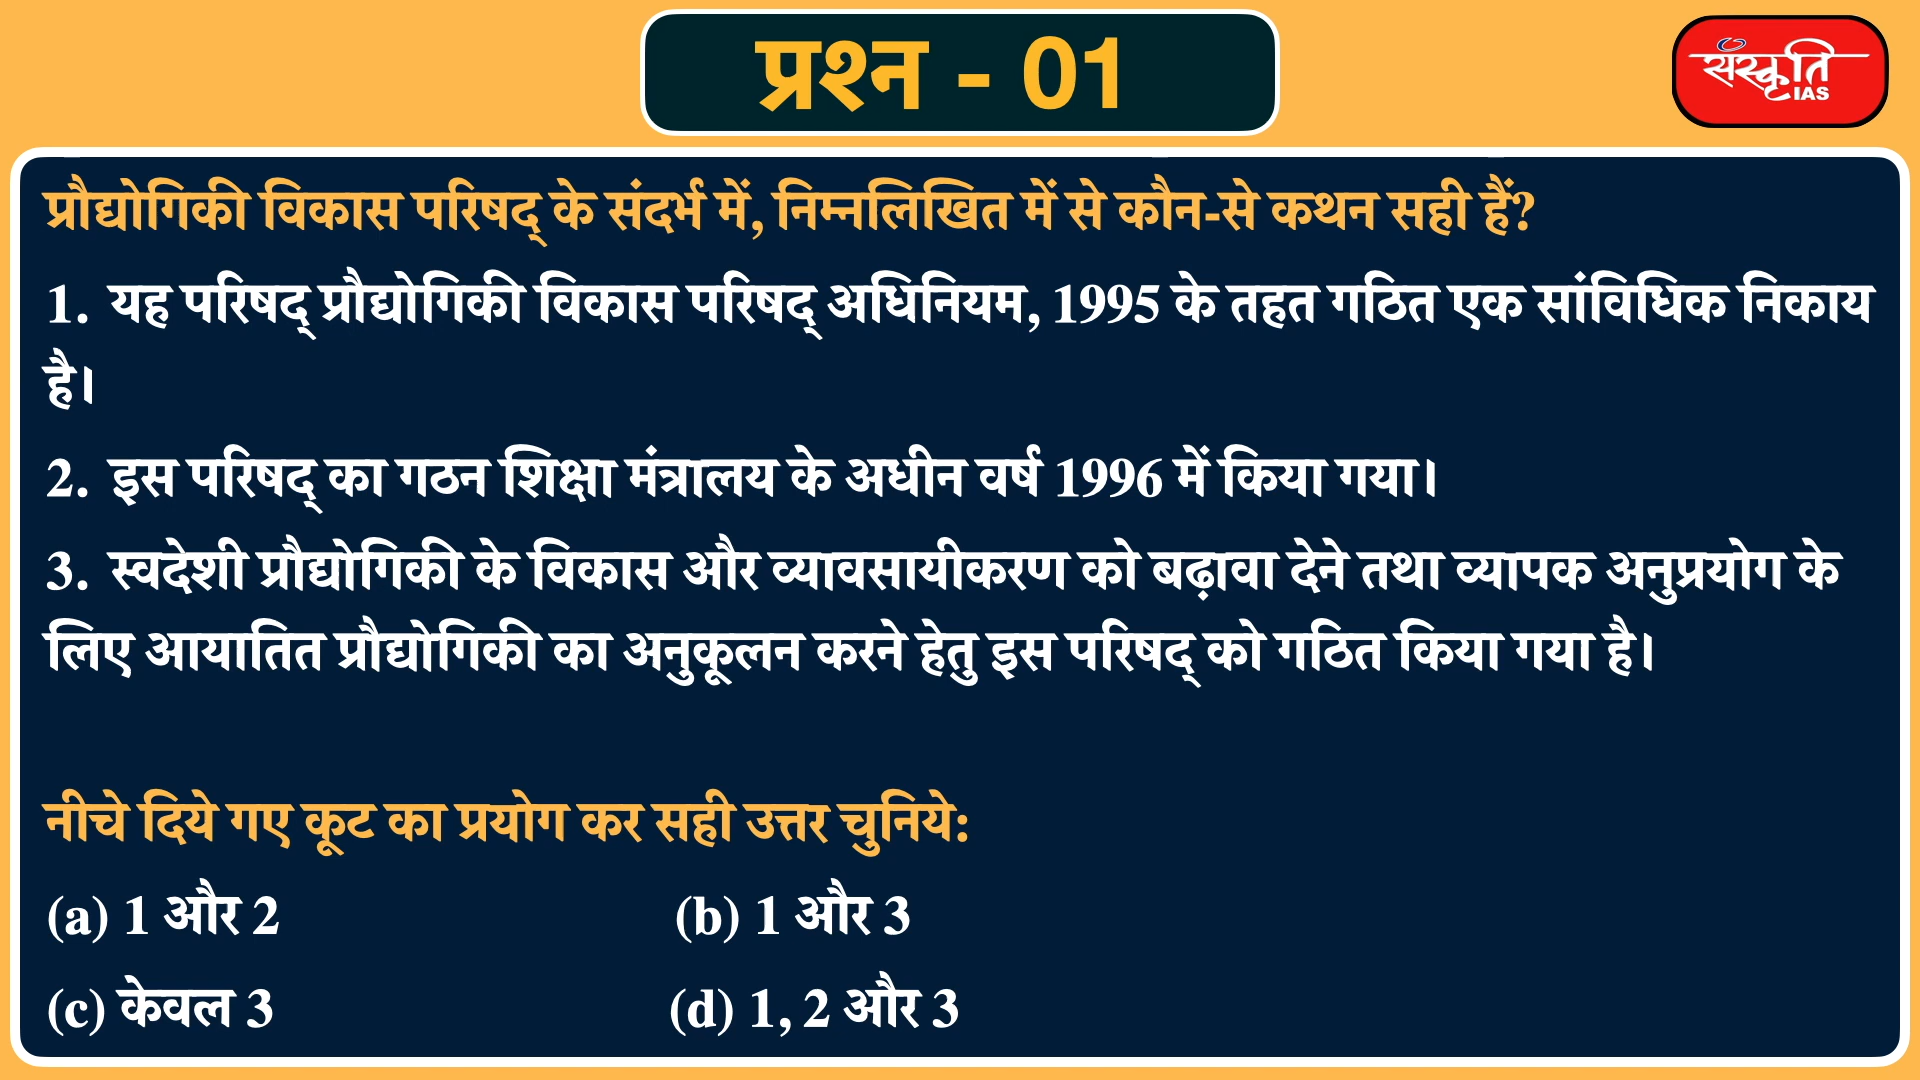 प्रश्न - 01
संस्कृति
IAS
प्रौद्योगिकी विकास परिषद् के संदर्भ में, निम्नलिखित में से कौन-से कथन सही हैं?
1. यह परिषद् प्रौद्योगिकी विकास परिषद् अधिनियम, 1995 के तहत गठित एक सांविधिक निकाय
है।
2. इस परिषद् का गठन शिक्षा मंत्रालय के अधीन वर्ष 1996 में किया गया।
3. स्वदेशी प्रौद्योगिकी के विकास और व्यावसायीकरण को बढ़ावा देने तथा व्यापक अनुप्रयोग के
लिए आयातित प्रौद्योगिकी का अनुकूलन करने हेतु इस परिषद् को गठित किया गया है।
नीचे दिये गए कूट का प्रयोग कर सही उत्तर चुनिये:
(a) 1 और 2 (b) 1 और 3
(c) केवल 3 (d) 1, 2 और 3